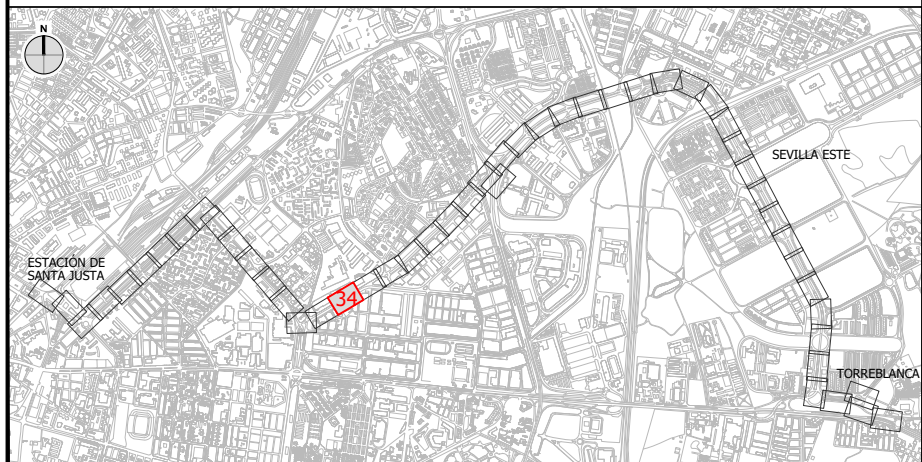 N
SEVILLA ESTE
ESTACIÓN DE
SANTA JUSTA
34
TORREBLANCA